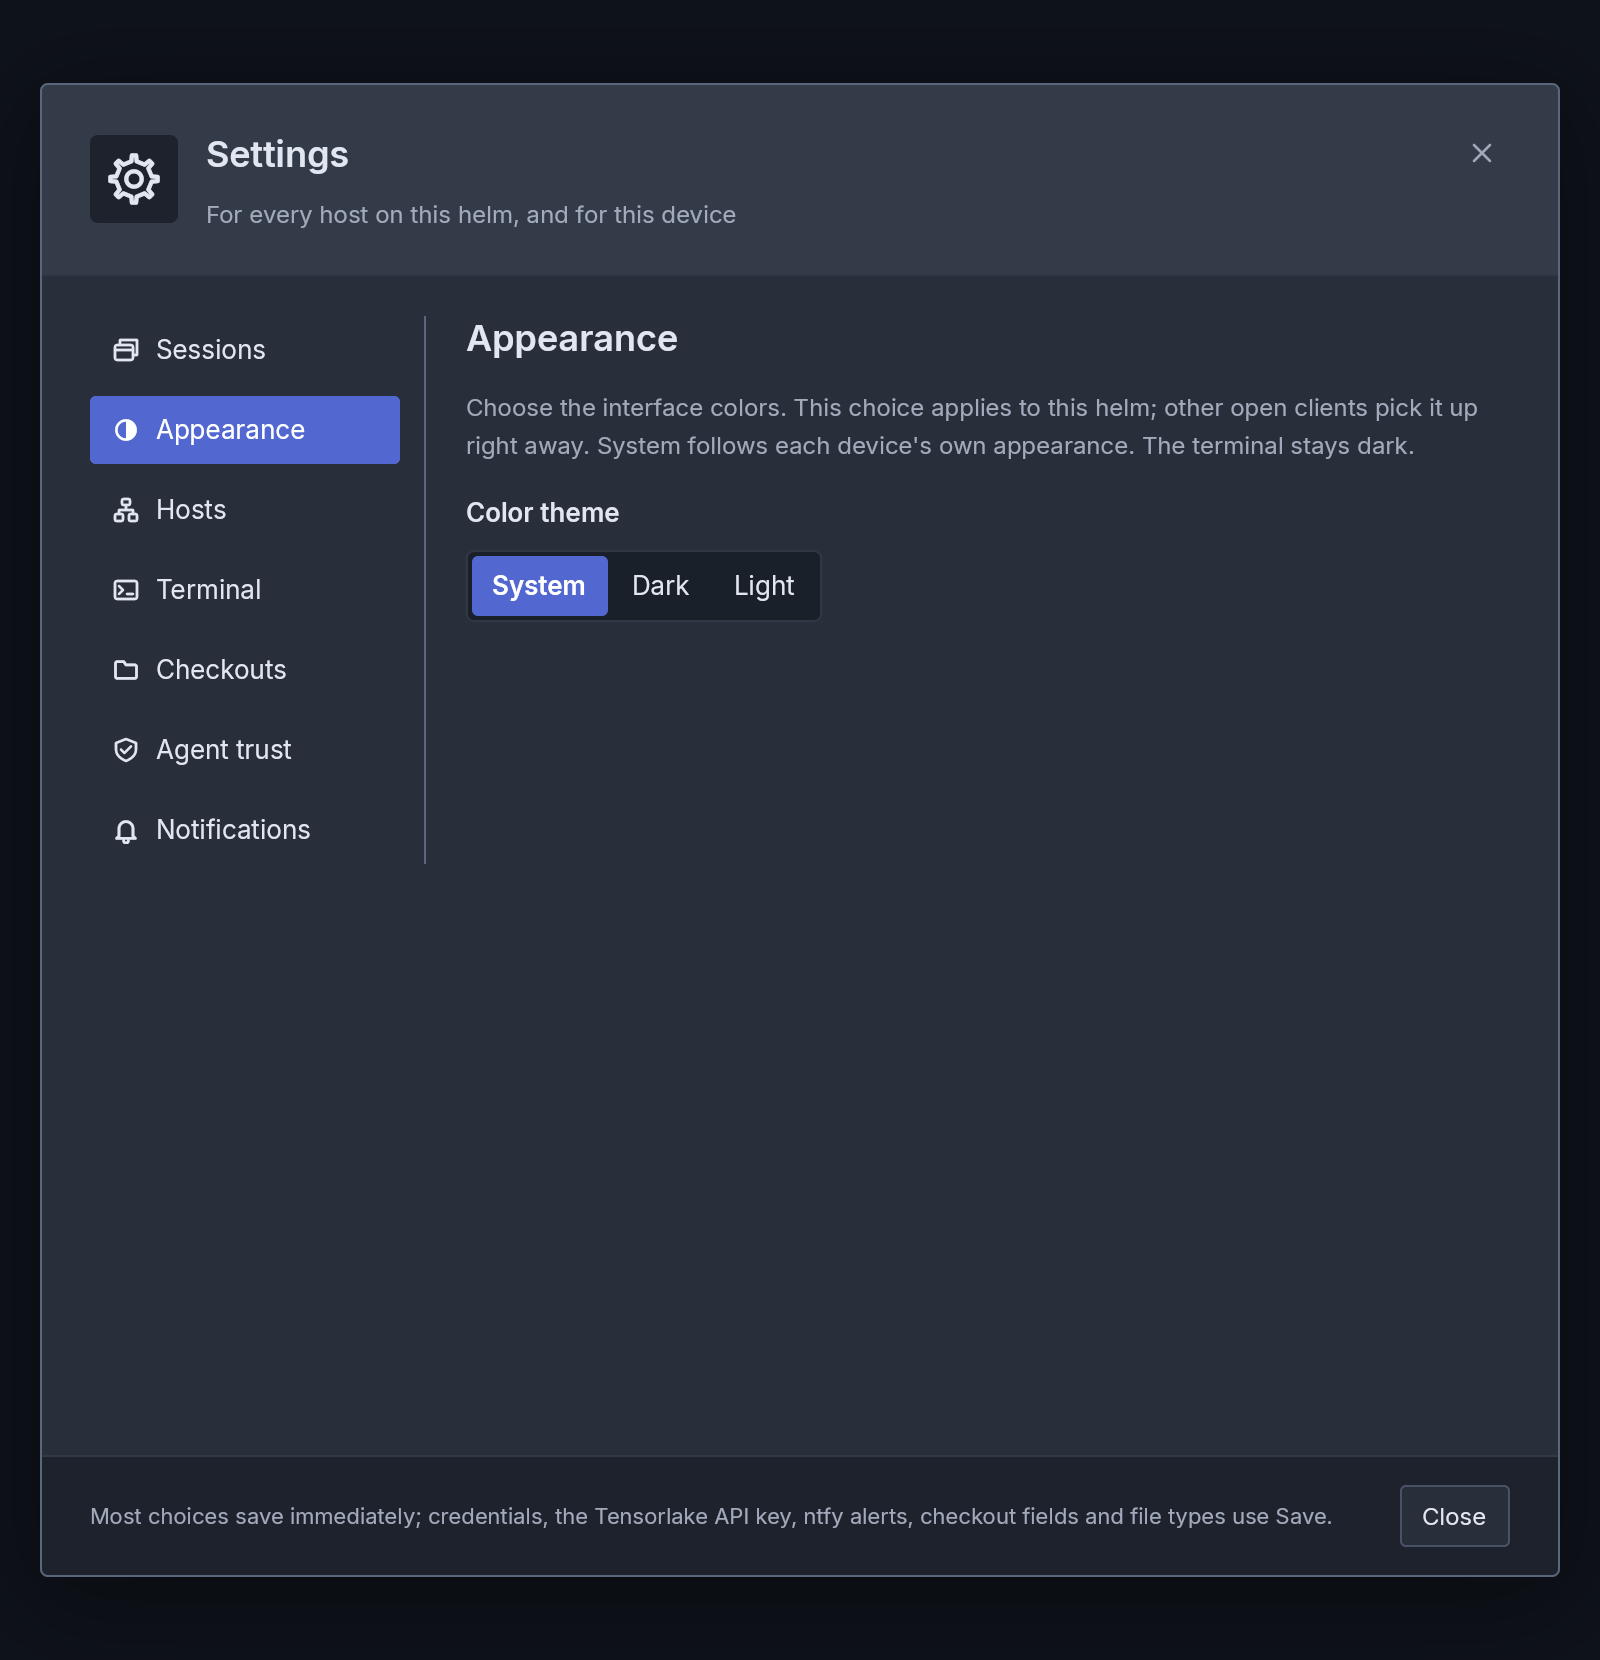 Settings
For every host on this helm, and for this device
Sessions
Appearance
Hosts
Terminal
Checkouts
Agent trust
Notifications
Appearance
Choose the interface colors. This choice applies to this helm; other open clients pick it up
right away. System follows each device's own appearance. The terminal stays dark.
Color theme
System Dark Light
Most choices save immediately; credentials, the Tensorlake API key, ntfy alerts, checkout fields and file types use Save.
Close